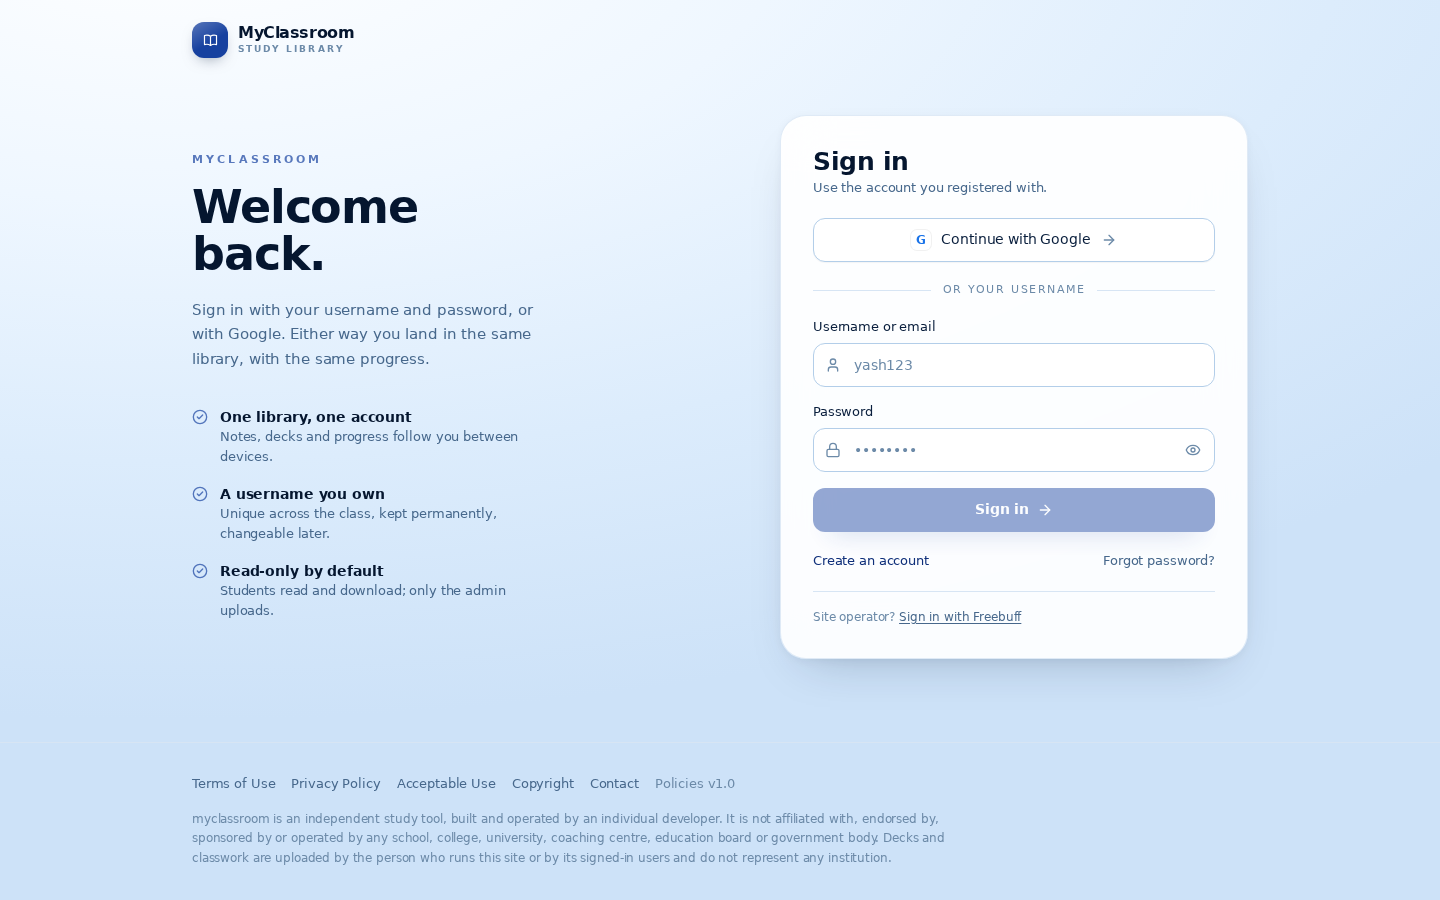 MyClassroom
STUDY LIBRARY
MYCLASSROOM
Welcome
back.
Sign in with your username and password, or
with Google. Either way you land in the same
library, with the same progress.
One library, one account
Notes, decks and progress follow you between
devices.
A username you own
Unique across the class, kept permanently,
changeable later.
Read-only by default
Students read and download; only the admin
uploads.
Sign in
Use the account you registered with.
G Continue with Google
OR YOUR USERNAME
Username or email
yash123
Password
••••••••
Sign in
Create an account Forgot password?
Site operator? Sign in with Freebuff
Terms of Use Privacy Policy Acceptable Use Copyright Contact Policies v1.0
myclassroom is an independent study tool, built and operated by an individual developer. It is not affiliated with, endorsed by,
sponsored by or operated by any school, college, university, coaching centre, education board or government body. Decks and
classwork are uploaded by the person who runs this site or by its signed-in users and do not represent any institution.